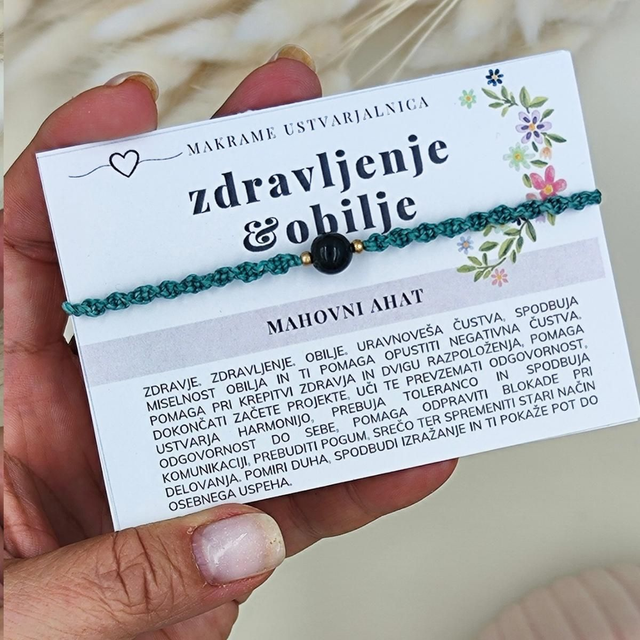 MAKRAME USTVARJALNICA
zdravljenje
& obilje
MAHOVNI AHAT
ZDRAVJE, ZDRAVLJENJE, OBILJE, URAVNOVEŠA ČUSTVA, SPODBUJA
MISELNOST OBILJA IN TI POMAGA OPUSTITI NEGATIVNA ČUSTVA,
POMAGA PRI KREPITVI ZDRAVJA IN DVIGU RAZPOLOŽENJA, POMAGA
DOKONČATI ZAČETE PROJEKTE, UČI TE PREVZEMATI ODGOVORNOST,
USTVARJA HARMONIJO, PREBUJA TOLERANCO IN SPODBUJA
ODGOVORNOST DO SEBE, POMAGA ODPRAVITI BLOKADE PRI
KOMUNIKACIJI, PREBUDITI POGUM, SREČO TER SPREMENITI STARI NAČIN
DELOVANJA, POMIRI DUHA, SPODBUDI IZRAŽANJE IN TI POKAŽE POT DO
OSEBNEGA USPEHA.